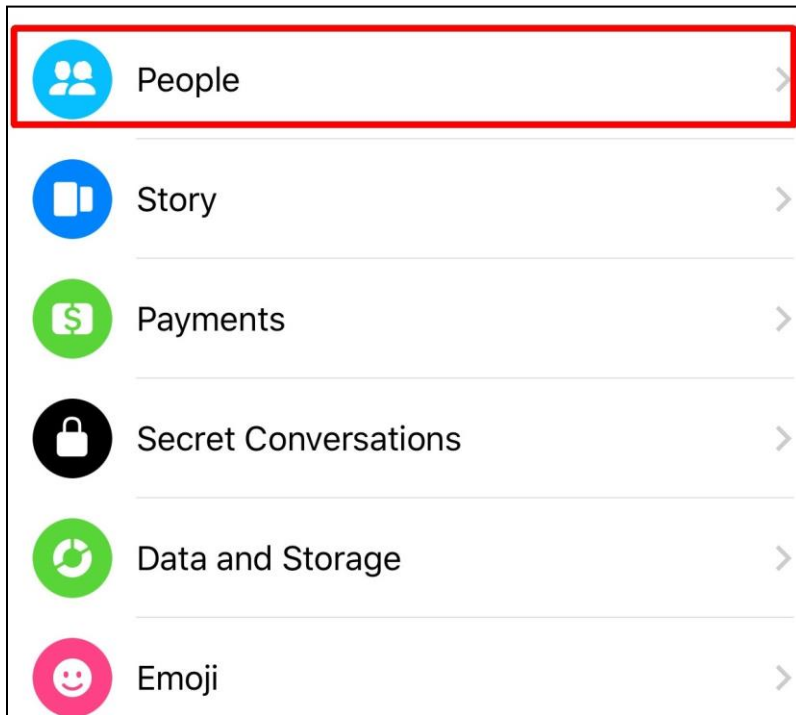 People
Story
Payments
Secret Conversations
Data and Storage
Emoji